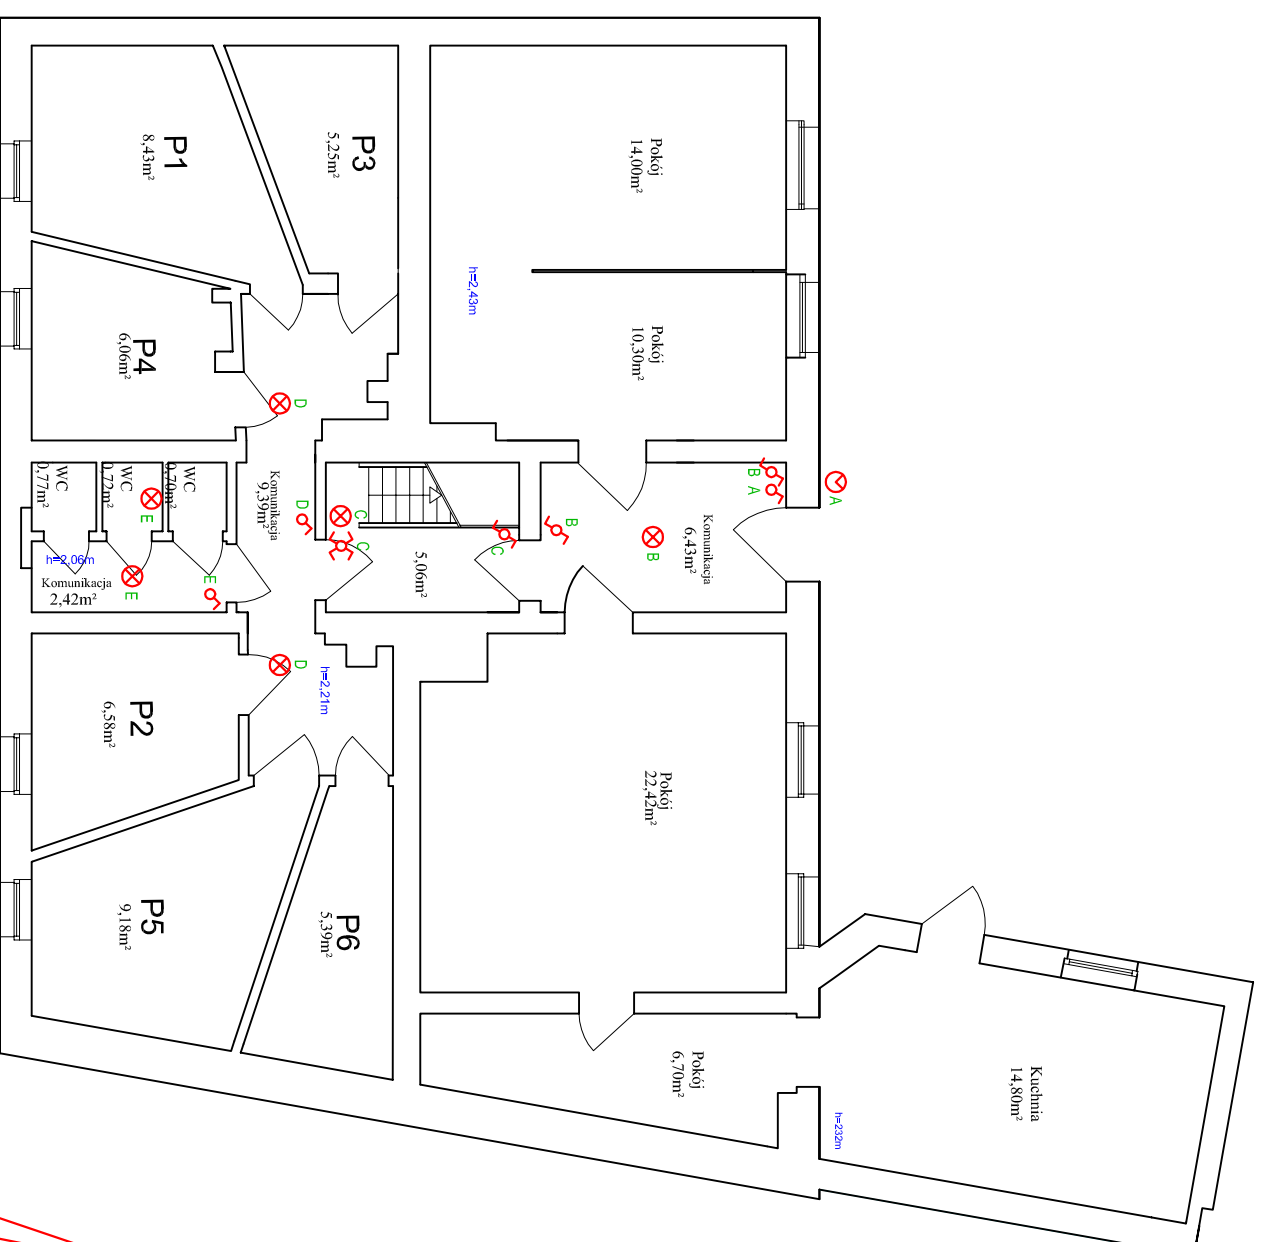 P1
8,43m²
P3
5,25m²
Pokój
14,00m²
h=2,43m
Pokój
10,30m²
P4
6,06m²
D
WC
0,77m²
WC
0,72m²
WC
0,70m²
E
Komunikacja
9,39m²
D
C
C
5,06m²
C
B
B
B
A
A
Komunikacja
6,43m²
h=2,06m
Komunikacja
2,42m²
E
E
D
h=2,21m
P2
6,58m²
Pokój
22,42m²
P5
9,18m²
P6
5,39m²
Pokój
6,70m²
Kuchnia
14,80m²
h=232m